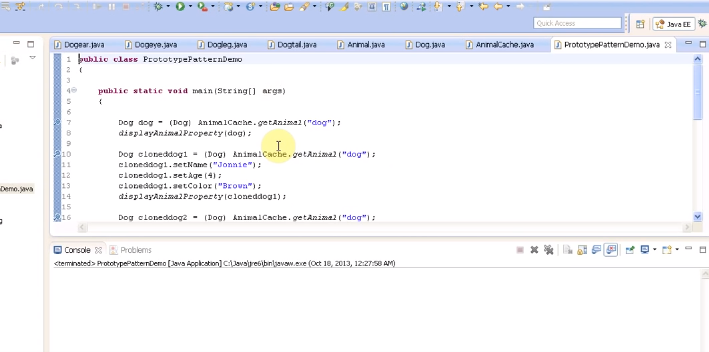 Quick Access
Java EE
Dogear.java Dogeye.java Dogleg.java Dogtail.java Animal.java Dog.java AnimalCache.java PrototypePatternDemo.java
1 public class PrototypePatternDemo
2 {
3
4 public static void main(String[] args)
5 {
6
7 Dog dog = (Dog) AnimalCache.getAnimal("dog");
8 displayAnimalProperty(dog);
9
10 Dog cloneddog1 = (Dog) AnimalCache.getAnimal("dog");
11 cloneddog1.setName("Jonnie");
12 cloneddog1.setAge(4);
13 cloneddog1.setColor("Brown");
14 displayAnimalProperty(cloneddog1);
15
16 Dog cloneddog2 = (Dog) AnimalCache.getAnimal("dog");
nDemo.java
Console Problems
<terminated> PrototypePatternDemo [Java Application] C:\Java\jre6\bin\javaw.exe (Oct 18, 2013, 12:27:58 AM)